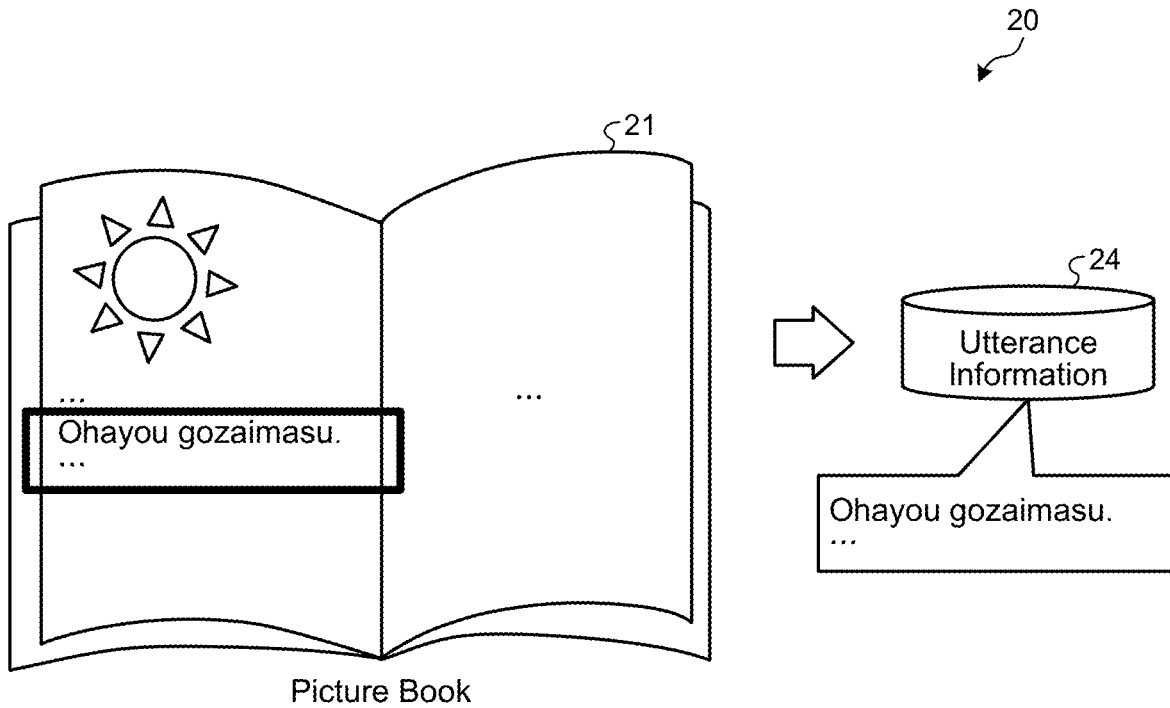 20
21
...
Ohayou gozaimasu.
...
...
24
Utterance
Information
Ohayou gozaimasu.
...
Picture Book